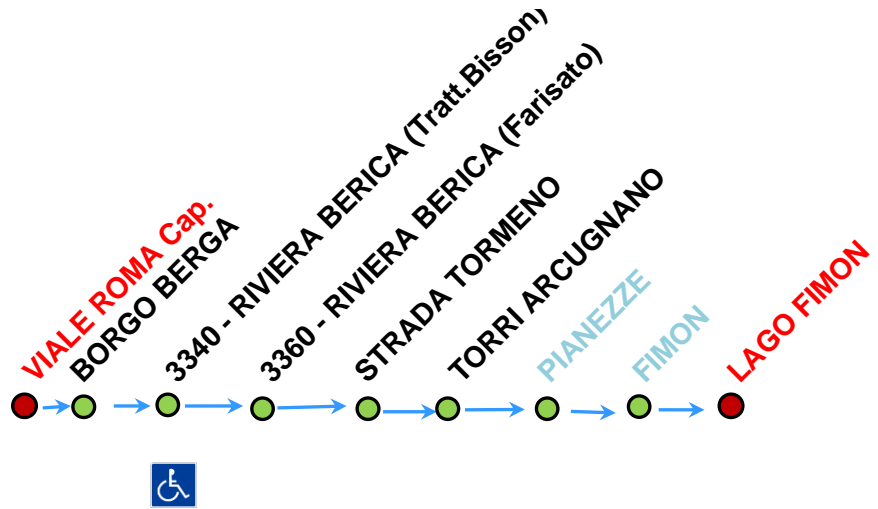 VIALE ROMA Cap.
BORGO BERGA
3340 - RIVIERA BERICA (Tratt.Bisson)
3360 - RIVIERA BERICA (Farisato)
STRADA TORMENO
TORRI ARCUGNANO
PIANEZZE
FIMON
LAGO FIMON